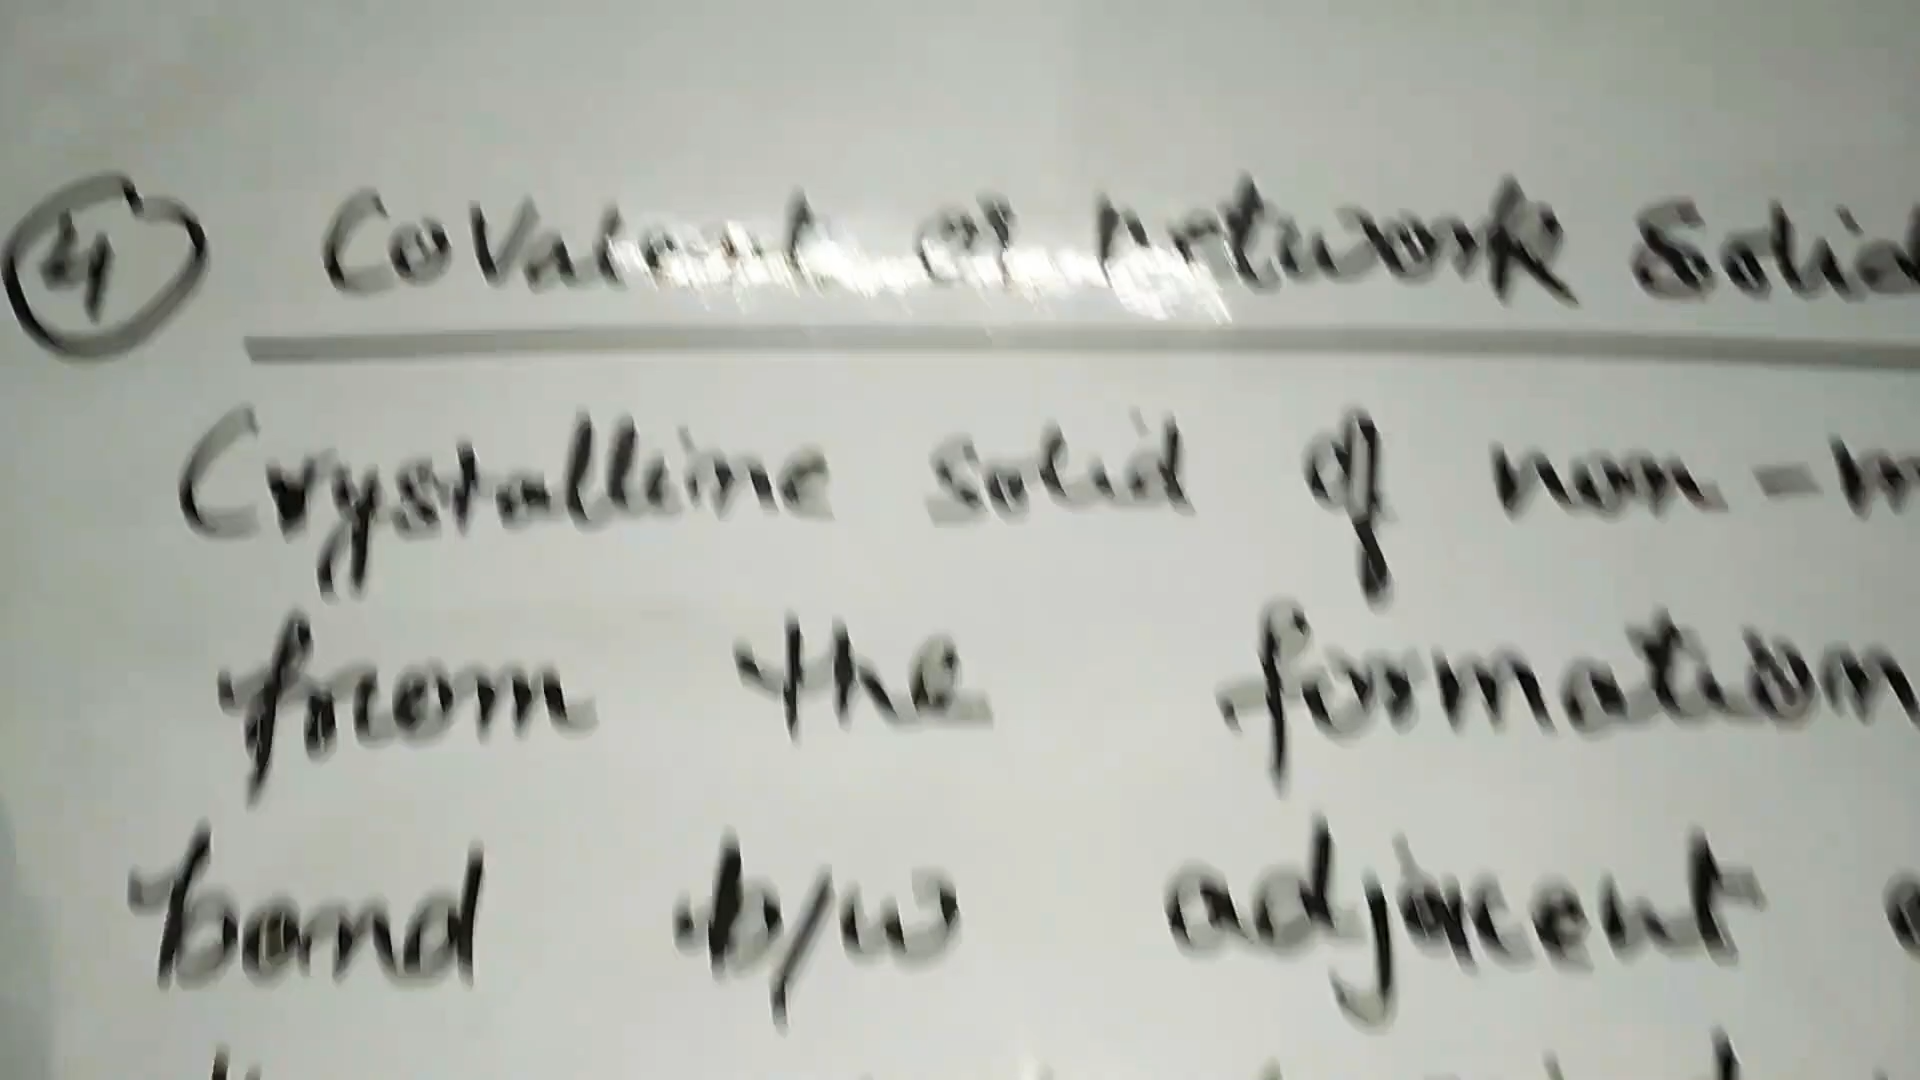 4 Covalent or network Solid
Crystalline solid of non-m
from the formation
bond b/w adjacent